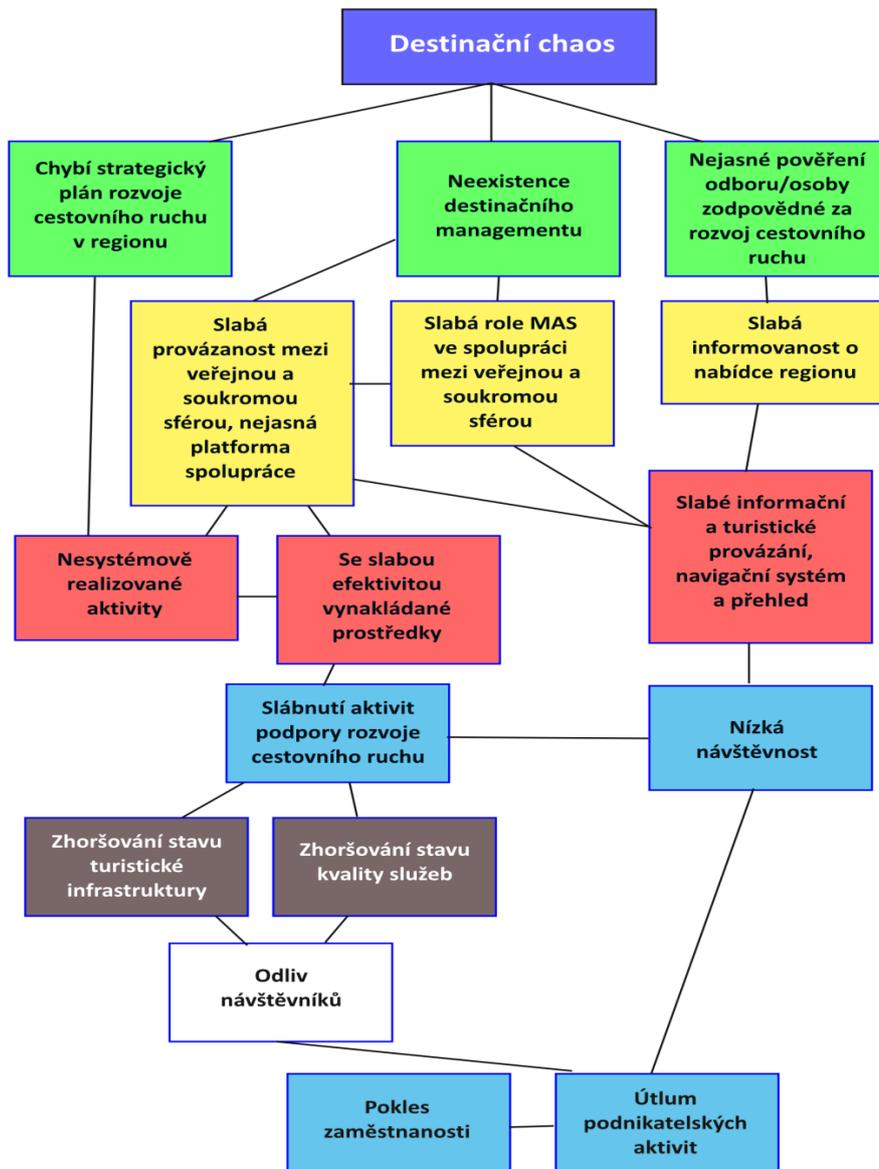 Destinační chaos
Chybí strategický
plán rozvoje
cestovního ruchu
v regionu
Neexistence
destinačního
managementu
Nejasné pověření
odboru/osoby
zodpovědné za
rozvoj cestovního
ruchu
Slabá
provázanost mezi
veřejnou a
soukromou
sférou, nejasná
platforma
spolupráce
Slabá role MAS
ve spolupráci
mezi veřejnou a
soukromou
sférou
Slabá
informovanost o
nabídce regionu
Nesystémově
realizované
aktivity
Se slabou
efektivitou
vynakládané
prostředky
Slabé informační
a turistické
provázání,
navigační systém
a přehled
Slábnutí aktivit
podpory rozvoje
cestovního ruchu
Nízká
návštěvnost
Zhoršování stavu
turistické
infrastruktury
Zhoršování stavu
kvality služeb
Odliv
návštěvníků
Pokles
zaměstnanosti
Útlum
podnikatelských
aktivit